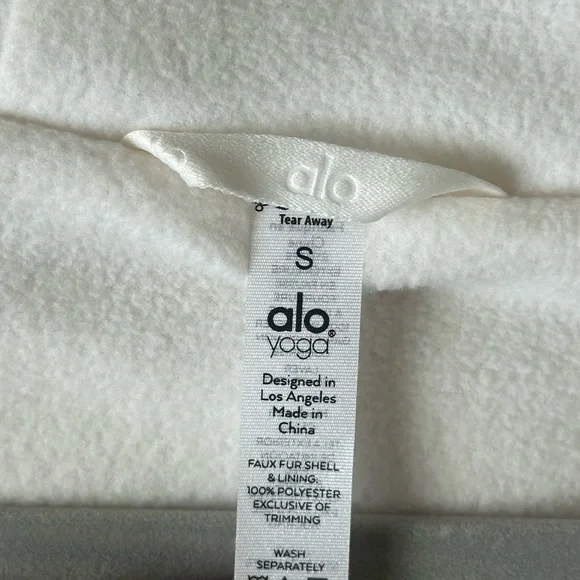 alo
Tear Away
S
alo
yoga®
Designed in
Los Angeles
Made in
China
FAUX FUR SHELL
& LINING:
100% POLYESTER
EXCLUSIVE OF
TRIMMING
WASH
SEPARATELY